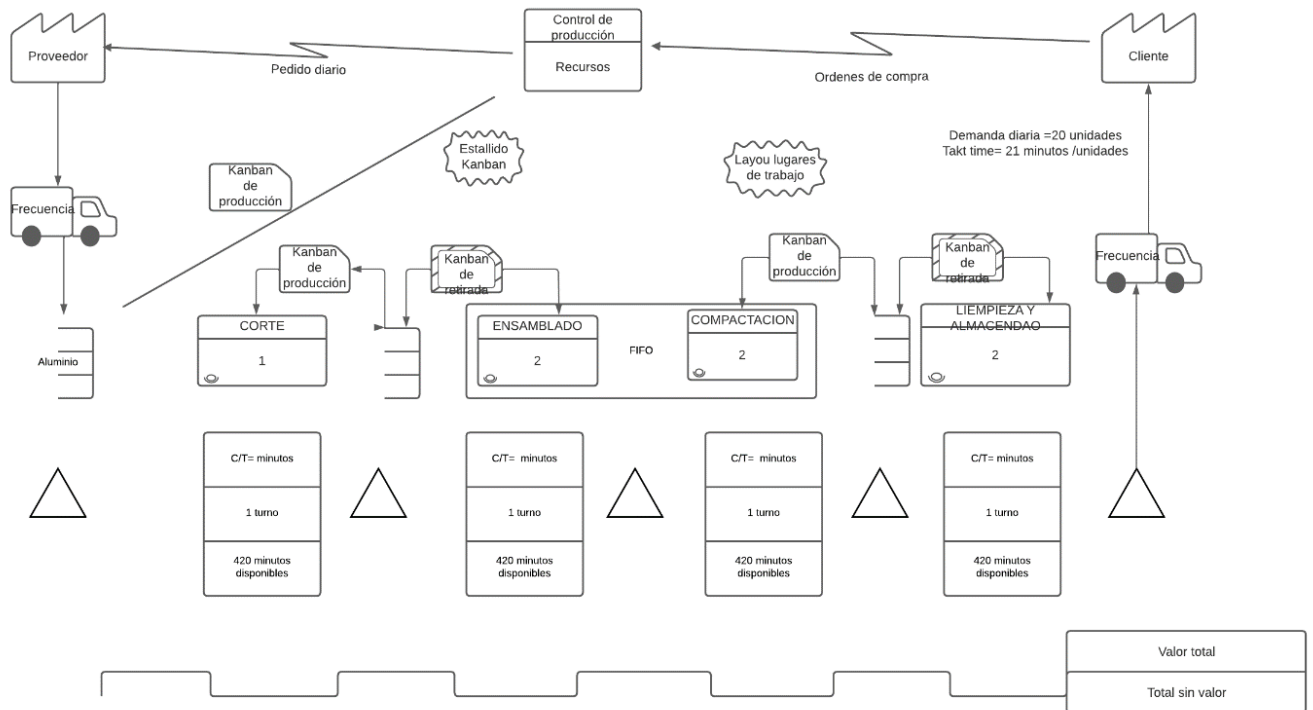 Proveedor
Pedido diario
Control de
producción
Recursos
Ordenes de compra
Cliente
Demanda diaria =20 unidades
Takt time= 21 minutos /unidades
Estallido
Kanban
Layou lugares
de trabajo
Kanban
de
producción
Frecuencia
Kanban
de
producción
Kanban
de
retirada
Kanban
de
producción
Kanban
de
retirada
Frecuencia
Aluminio
CORTE
1
ENSAMBLADO
2
FIFO
COMPACTACION
2
LIEMPIEZA Y
ALMACENDAO
2
C/T= minutos
1 turno
420 minutos
disponibles
C/T= minutos
1 turno
420 minutos
disponibles
C/T= minutos
1 turno
420 minutos
disponibles
C/T= minutos
1 turno
420 minutos
disponibles
Valor total
Total sin valor